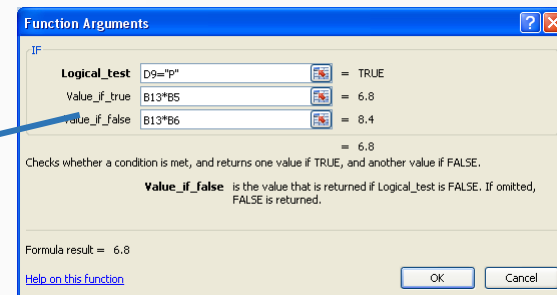 Function Arguments
IF
Logical_test D9="P" = TRUE
Value_if_true B13*B5 = 6.8
Value_if_false B13*B6 = 8.4
= 6.8
Checks whether a condition is met, and returns one value if TRUE, and another value if FALSE.
Value_if_false is the value that is returned if Logical_test is FALSE. If omitted,
FALSE is returned.
Formula result = 6.8
Help on this function OK Cancel